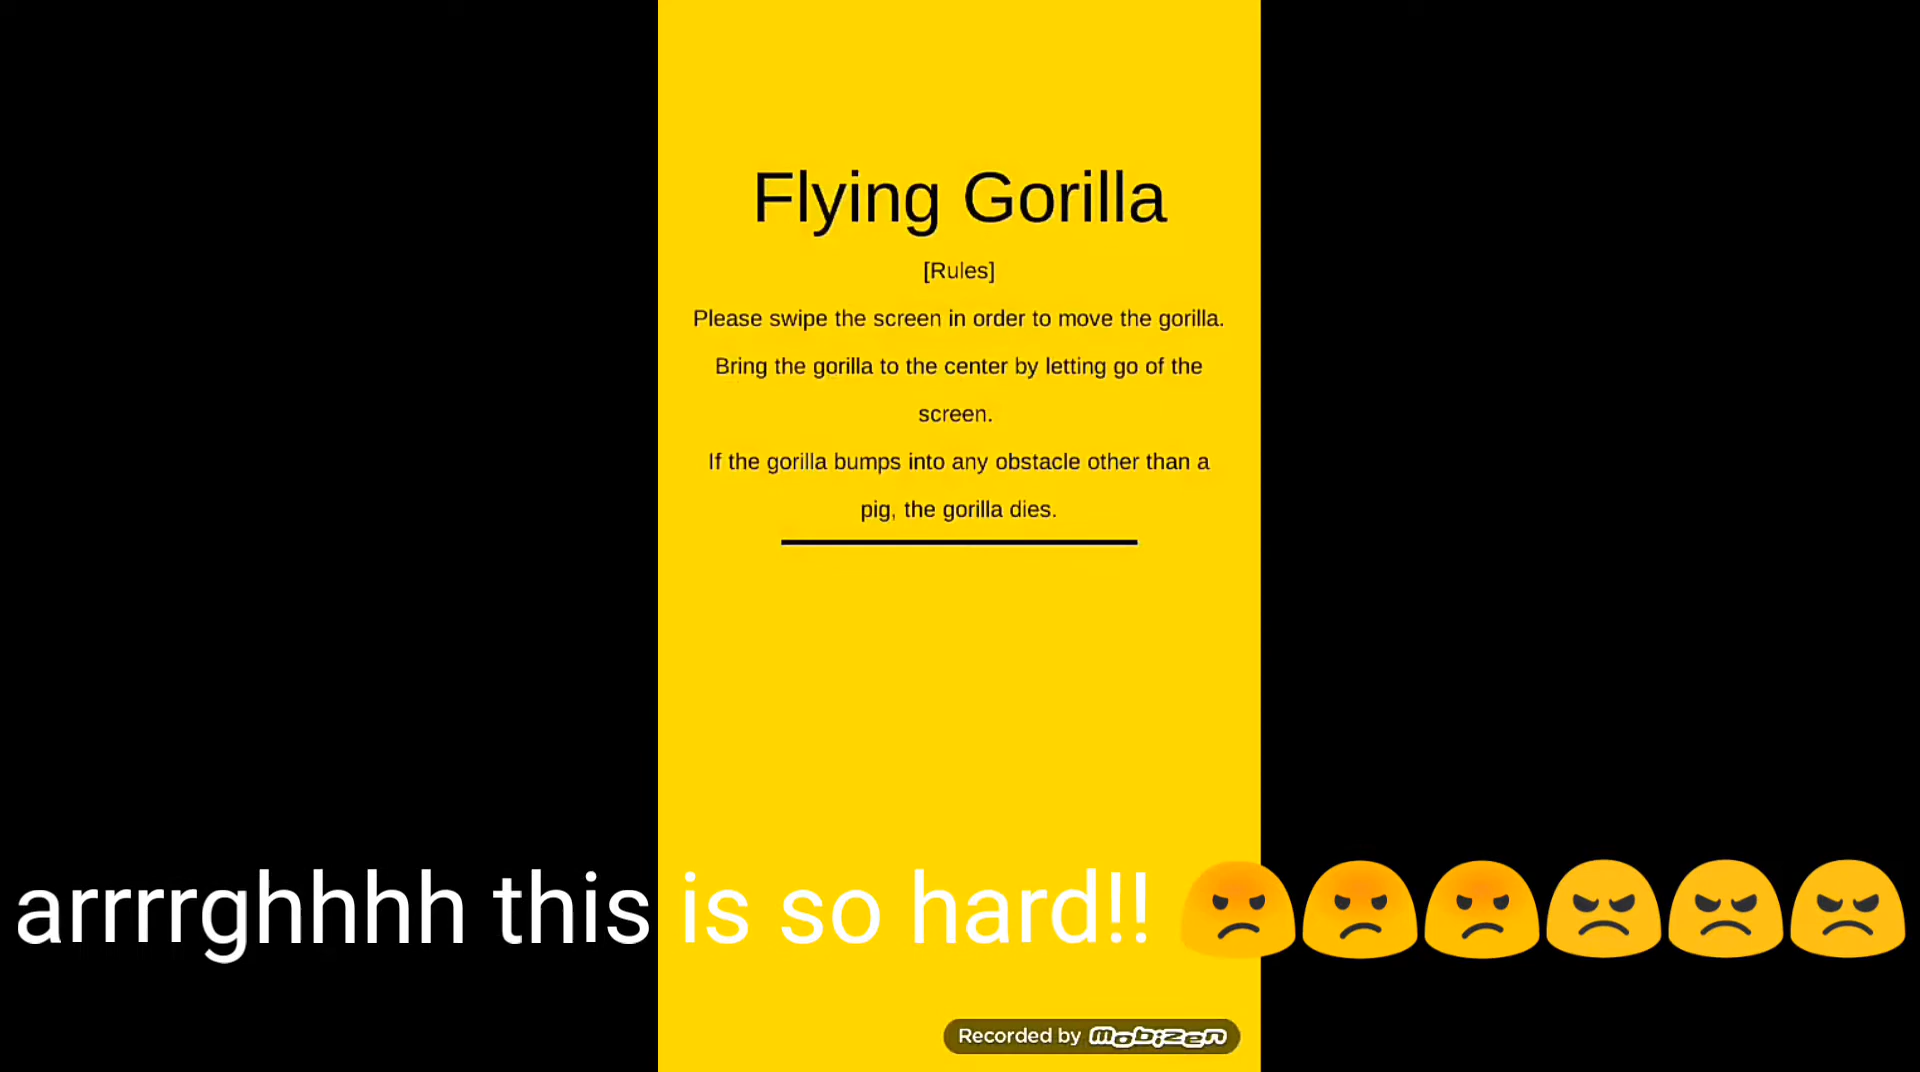 Flying Gorilla
[Rules]
Please swipe the screen in order to move the gorilla.
Bring the gorilla to the center by letting go of the
screen.
If the gorilla bumps into any obstacle other than a
pig, the gorilla dies.
arrrrghhhh this is so hard!! 😡😡😡😠😠😠
Recorded by mobizen